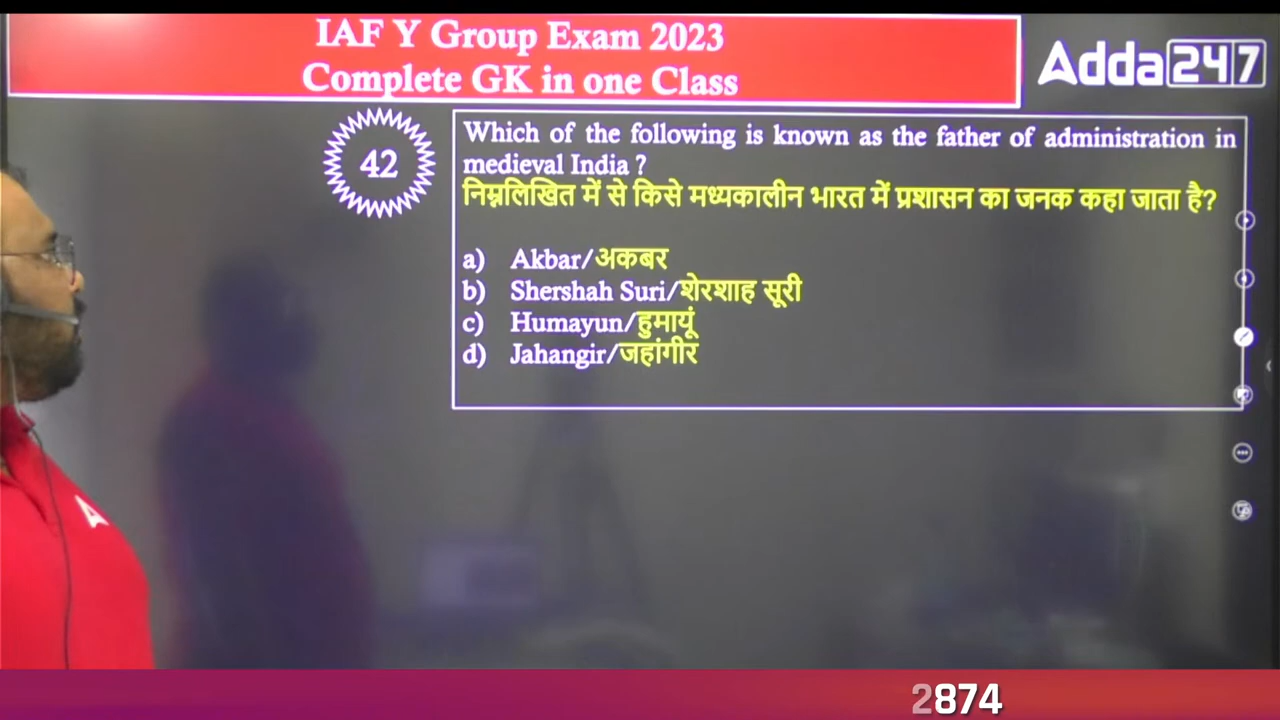 IAF Y Group Exam 2023
Complete GK in one Class
Adda247
42
Which of the following is known as the father of administration in
medieval India ?
निम्नलिखित में से किसे मध्यकालीन भारत में प्रशासन का जनक कहा जाता है?
a) Akbar/अकबर
b) Shershah Suri/शेरशाह सूरी
c) Humayun/हुमायूं
d) Jahangir/जहांगीर
2874